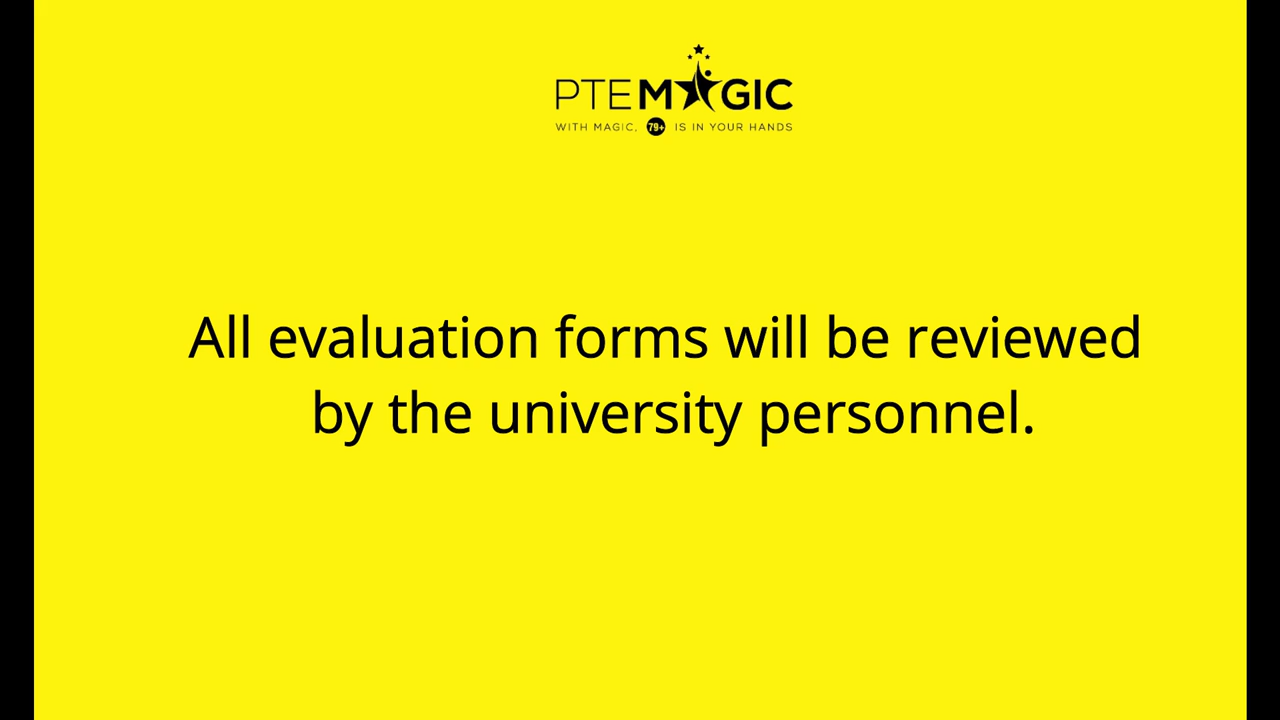 PTEMAGIC
WITH MAGIC, 79+ IS IN YOUR HANDS
All evaluation forms will be reviewed
by the university personnel.